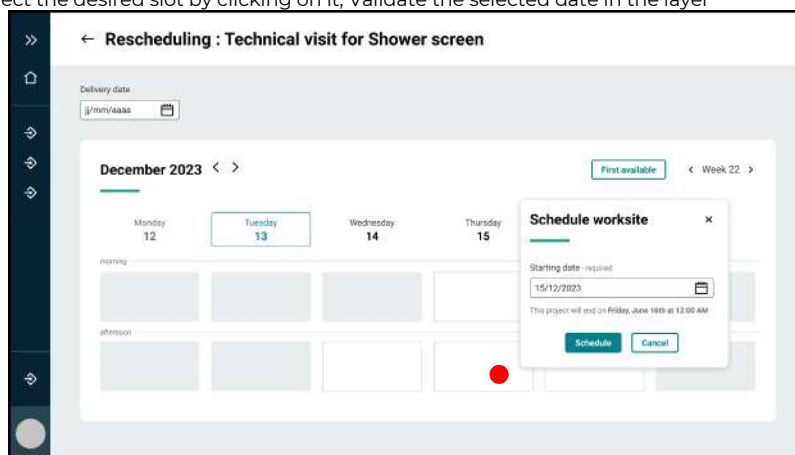 ect the desired slot by clicking on it, Validate the selected date in the layer
← Rescheduling : Technical visit for Shower screen
Delivery date
jj/mm/aaaa
December 2023 < >
First available
< Week 22 >
Monday
12
Tuesday
13
Wednesday
14
Thursday
15
morning
afternoon
Schedule worksite ×
Starting date - required
15/12/2023
This project will end on Friday, June 16th at 12:00 AM
Schedule
Cancel